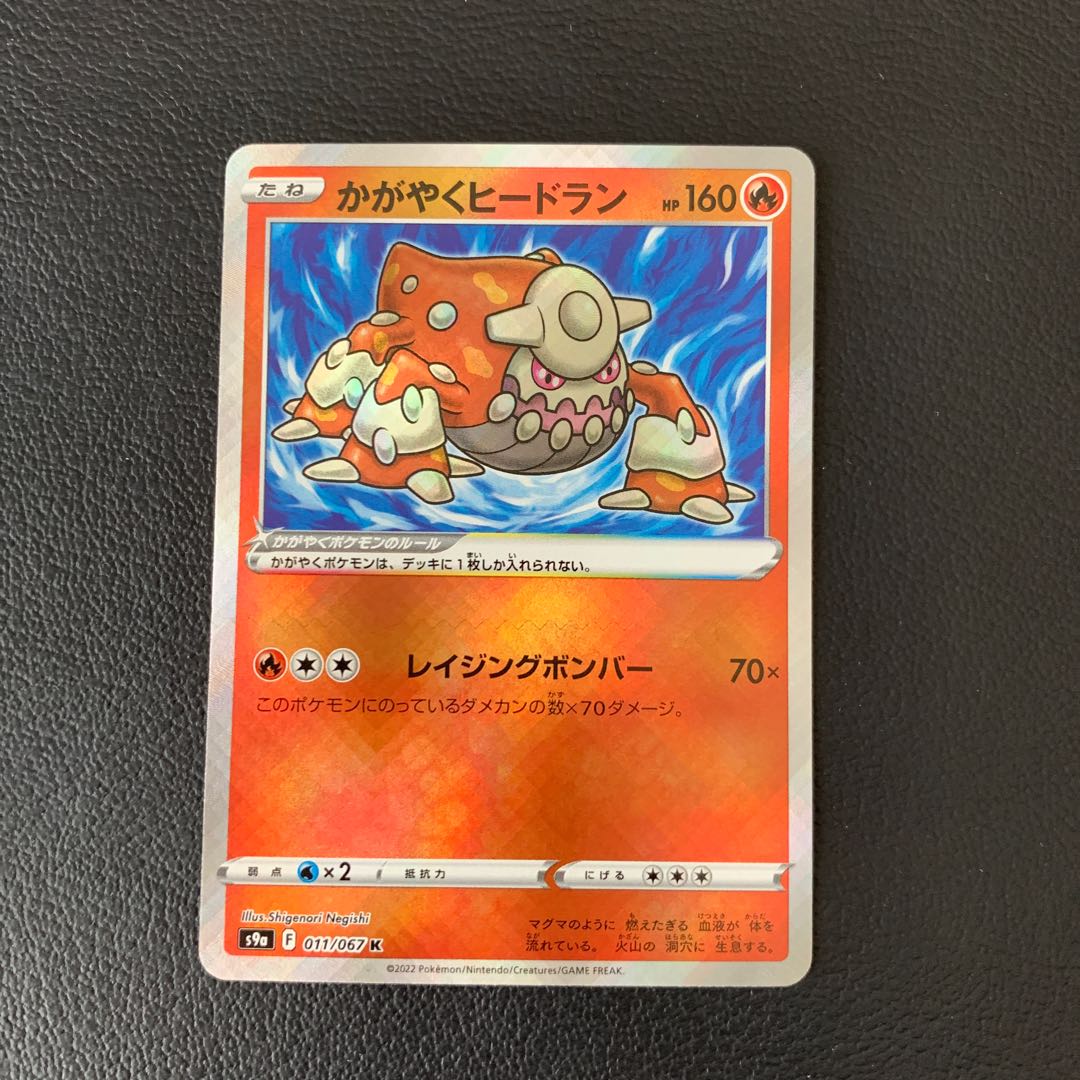 たね かがやくヒードラン HP 160
かがやくポケモンのルール
かがやくポケモンは、デッキに1枚しか入れられない。
レイジングボンバー 70×
このポケモンにのっているダメカンの数×70ダメージ。
弱点 ×2 抵抗力 にげる
Illus. Shigenori Negishi
マグマのように 燃えたぎる 血液が 体を
流れている。 火山の 洞穴に 生息する。
s9a F 011/067 K
©2022 Pokémon/Nintendo/Creatures/GAME FREAK.